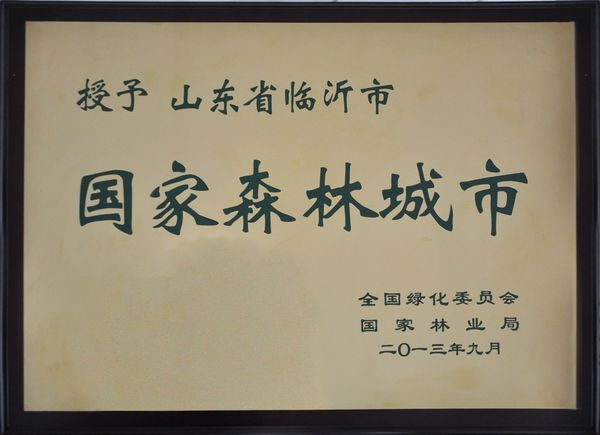 授予 山东省临沂市
国家森林城市
全国绿化委员会
国家林业局
二〇一三年九月